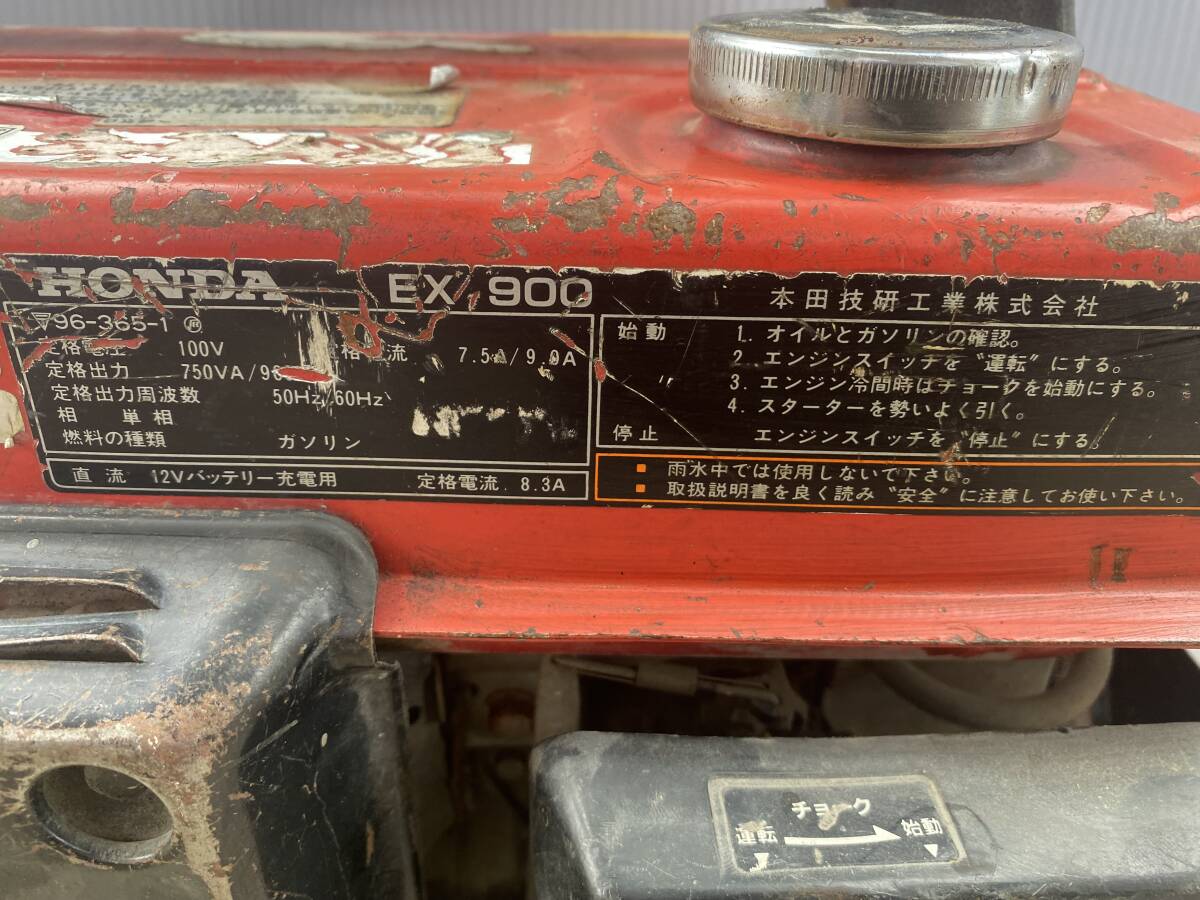 HONDA EX 900
本田技研工業株式会社
▽96-365-1
定格電圧 100V 格電流 7.5A/9.0A
定格出力 750VA/9
定格出力周波数 50Hz/60Hz
相 単相
燃料の種類 ガソリン
直流 12Vバッテリー充電用 定格電流 8.3A
始動 1. オイルとガソリンの確認。
2. エンジンスイッチを〝運転〟にする。
〃 3. エンジン冷間時はチョークを始動にする。
4. スターターを勢いよく引く。
停止 エンジンスイッチを〝停止〟にする。
■ 雨水中では使用しないで下さい。
■ 取扱説明書を良く読み〝安全〟に注意してお使い下さい。
チョーク
運転 始動